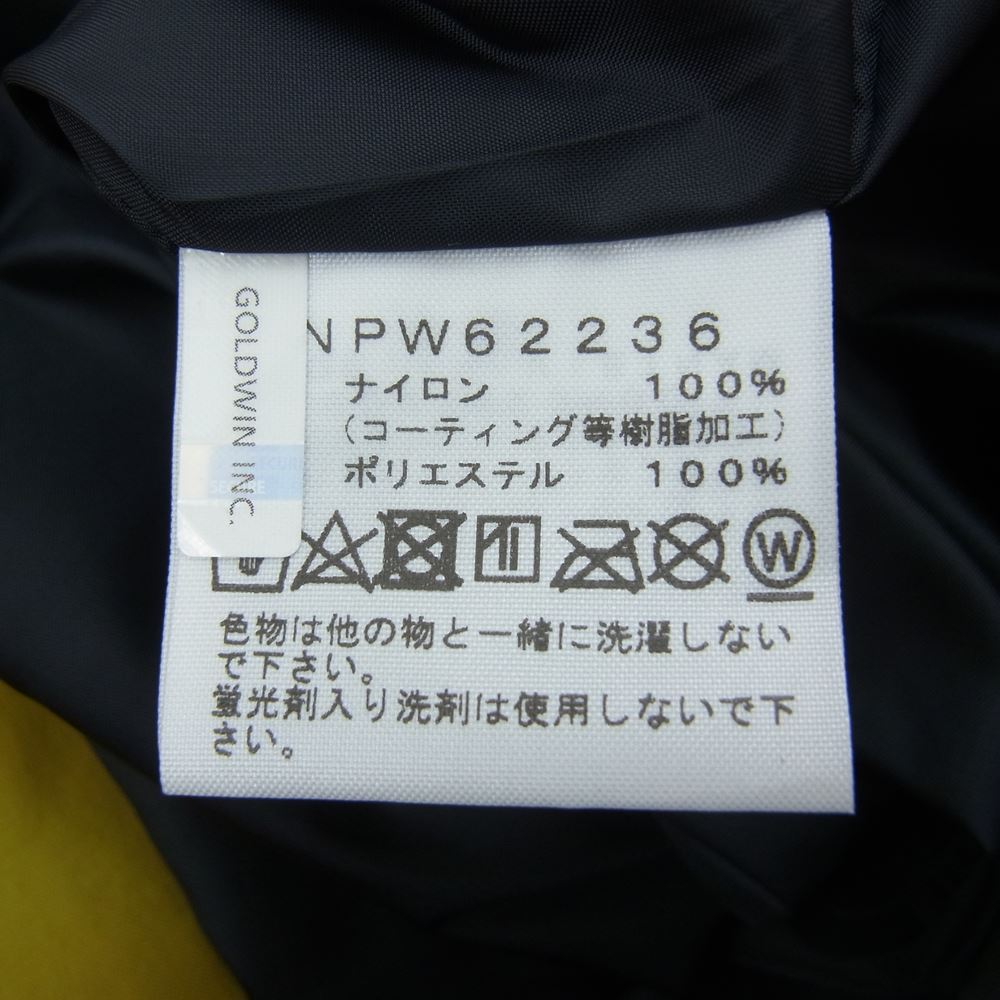 GOLDWIN INC.
NPW62236
ナイロン 100%
(コーティング等樹脂加工)
ポリエステル 100%
W
色物は他の物と一緒に洗濯しない
で下さい。
蛍光剤入り洗剤は使用しないで下
さい。